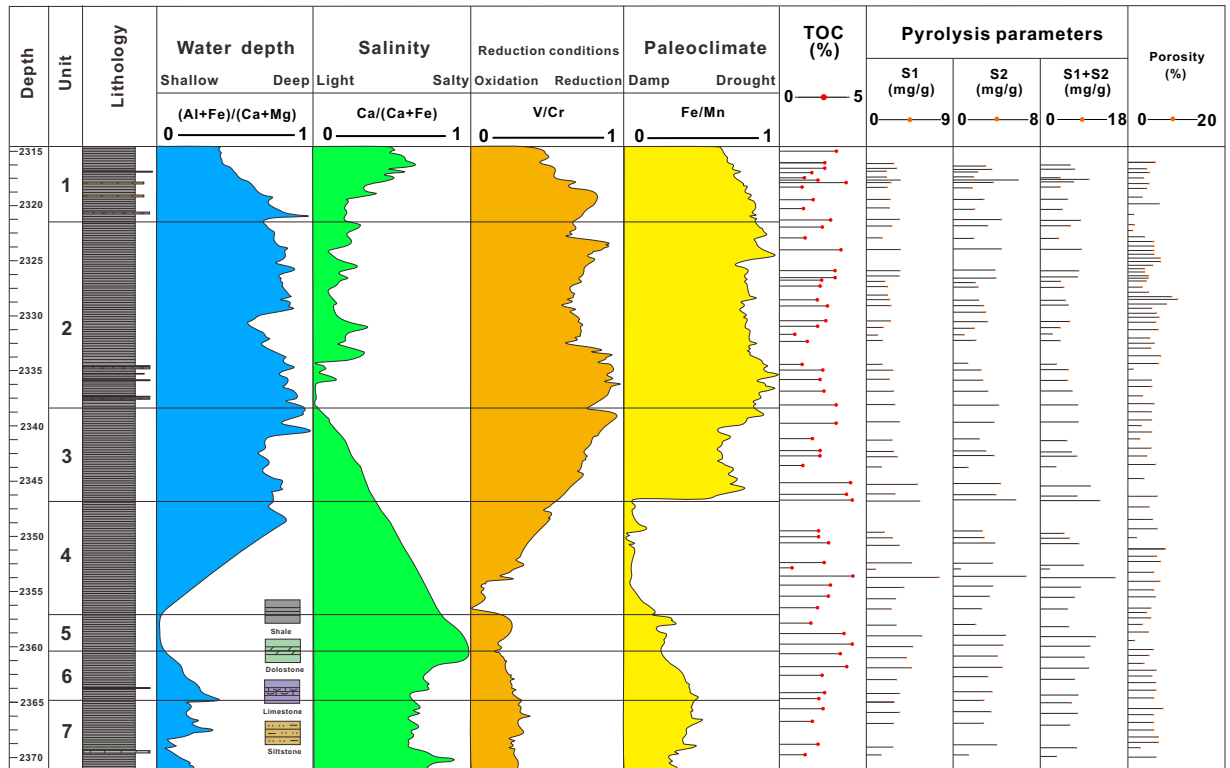 Depth
Unit
Lithology
Water depth
Shallow Deep
(Al+Fe)/(Ca+Mg)
0 1
Salinity
Light Salty
Ca/(Ca+Fe)
0 1
Reduction conditions
Oxidation Reduction
V/Cr
0 1
Paleoclimate
Damp Drought
Fe/Mn
0 1
TOC
(%)
0 5
Pyrolysis parameters
S1
(mg/g)
0 9
S2
(mg/g)
0 8
S1+S2
(mg/g)
0 18
Porosity
(%)
0 20
2315
2320
2325
2330
2335
2340
2345
2350
2355
2360
2365
2370
1
2
3
4
5
6
7
Shale
Dolostone
Limestone
Siltstone